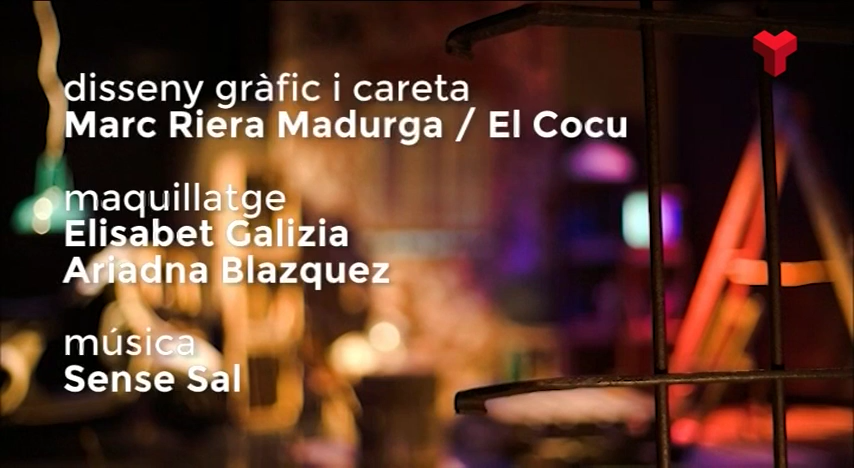 disseny gràfic i careta
Marc Riera Madurga / El Cocu
maquillatge
Elisabet Galizia
Ariadna Blazquez
música
Sense Sal